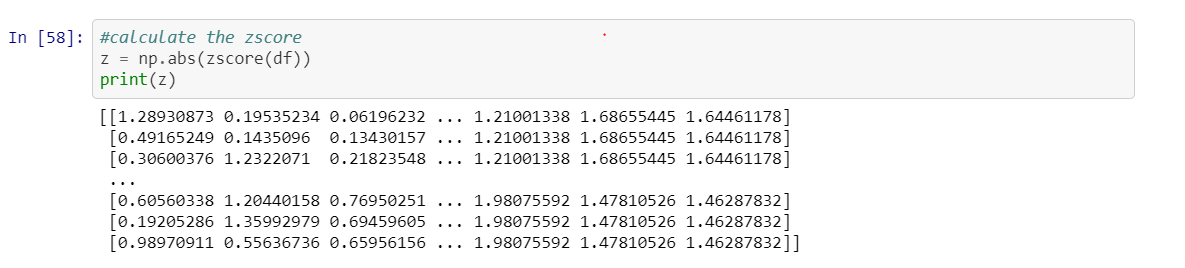 In [58]: #calculate the zscore
z = np.abs(zscore(df))
print(z)
[[1.28930873 0.19535234 0.06196232 ... 1.21001338 1.68655445 1.64461178]
[0.49165249 0.1435096 0.13430157 ... 1.21001338 1.68655445 1.64461178]
[0.30600376 1.2322071 0.21823548 ... 1.21001338 1.68655445 1.64461178]
...
[0.60560338 1.20440158 0.76950251 ... 1.98075592 1.47810526 1.46287832]
[0.19205286 1.35992979 0.69459605 ... 1.98075592 1.47810526 1.46287832]
[0.98970911 0.55636736 0.65956156 ... 1.98075592 1.47810526 1.46287832]]